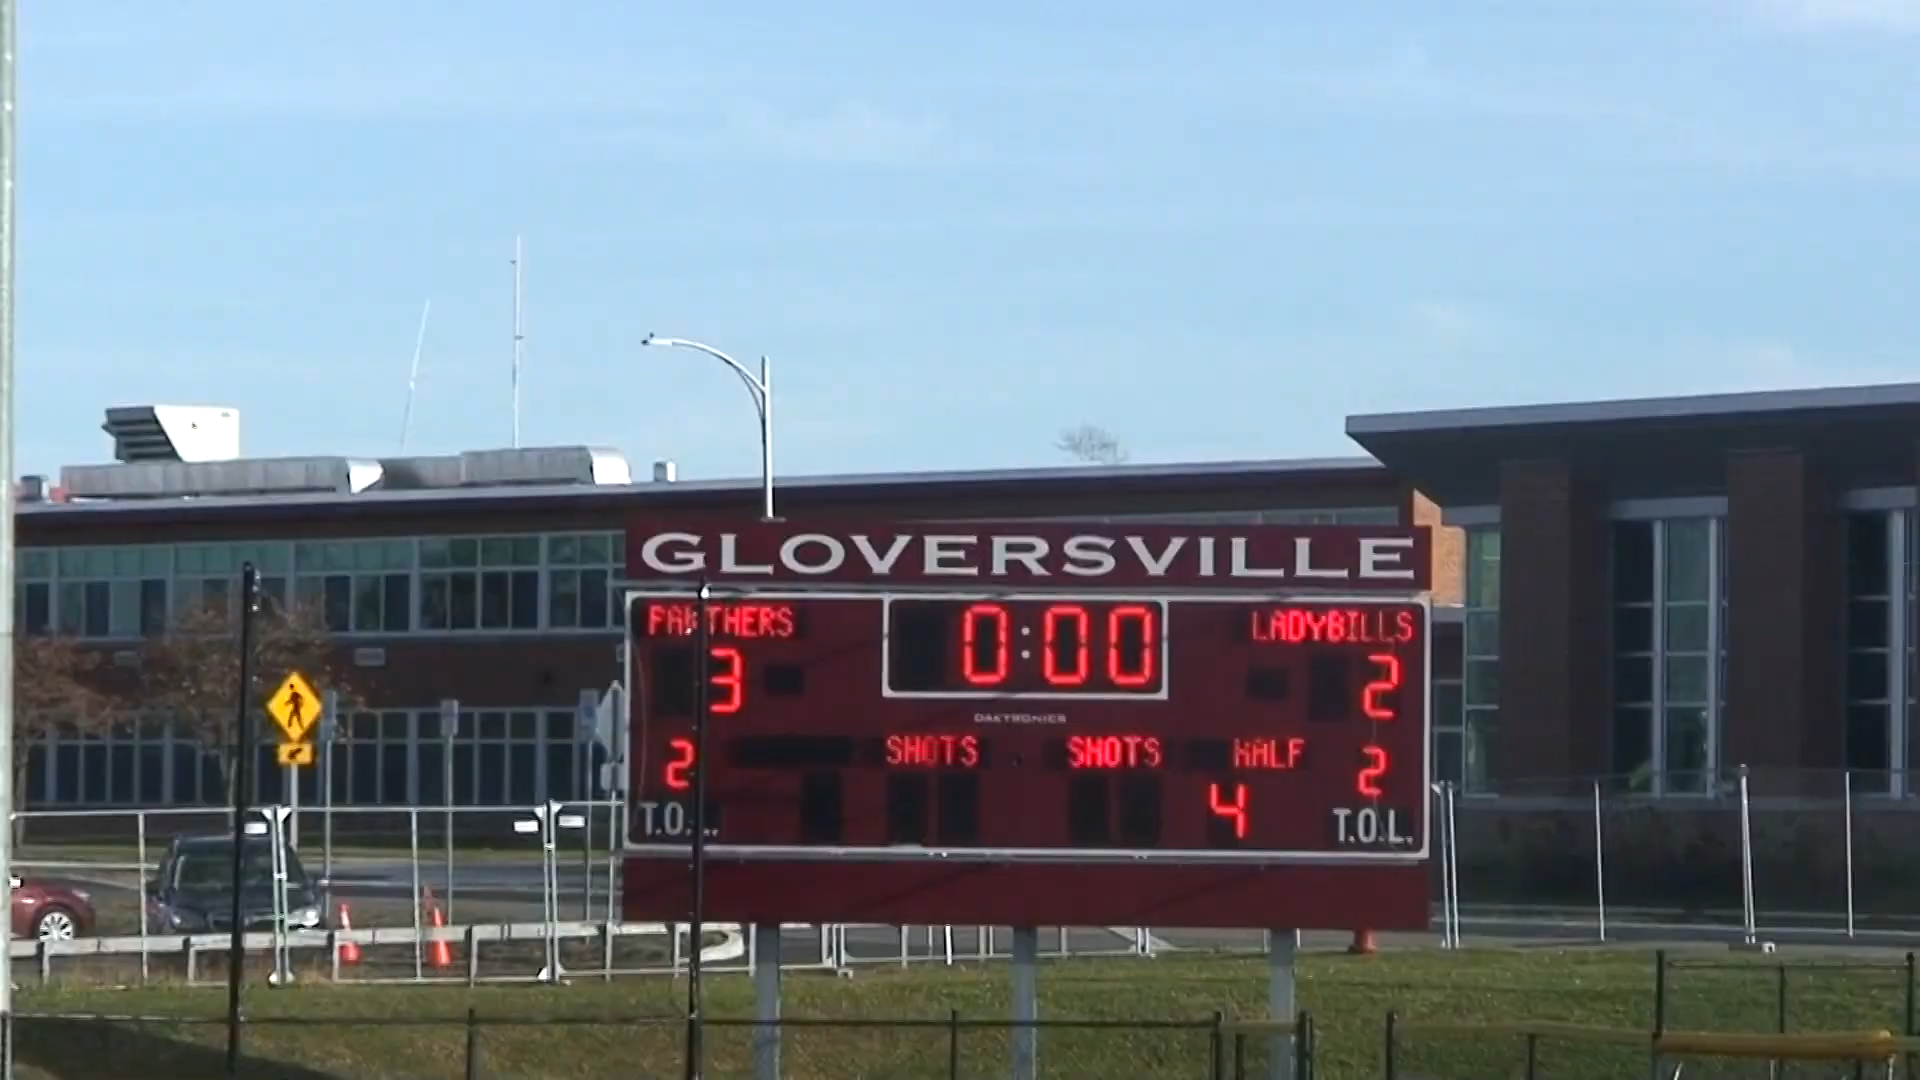 GLOVERSVILLE
PANTHERS 0:00 LADYBILLS
3 2
DAKTRONICS
2 SHOTS SHOTS HALF 2
4
T.O.L. T.O.L.